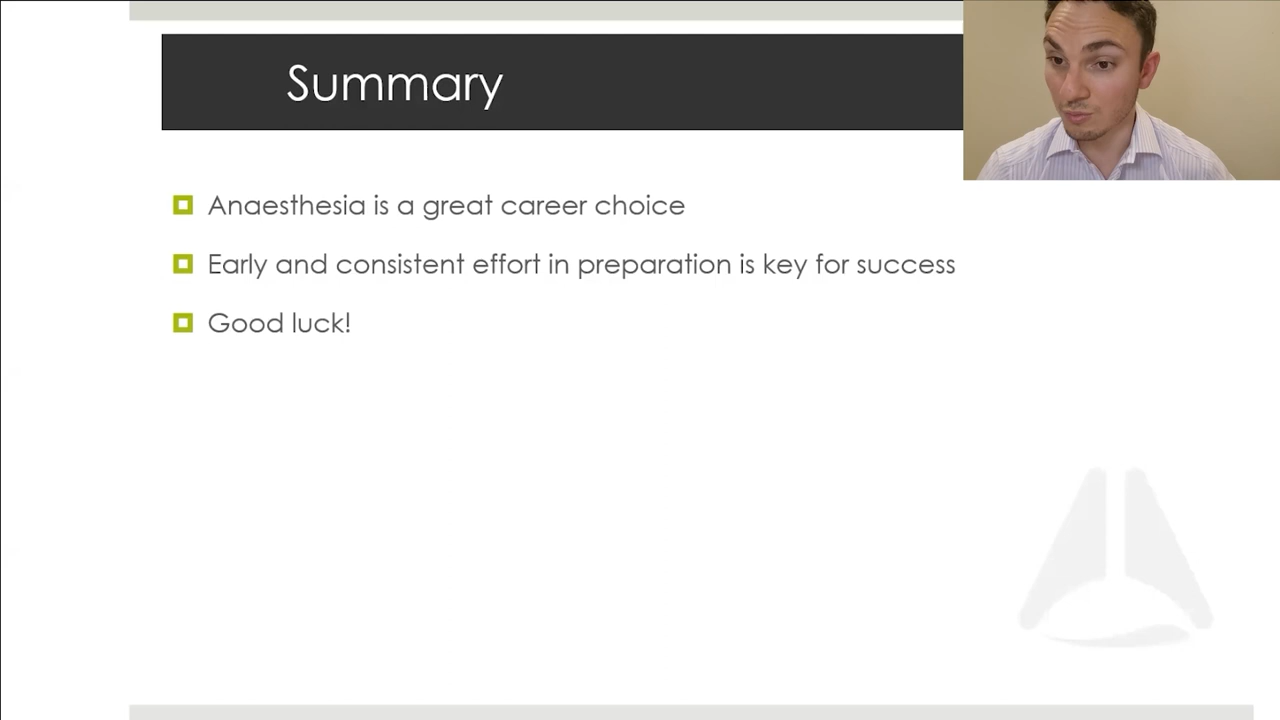 Summary
Anaesthesia is a great career choice
Early and consistent effort in preparation is key for success
Good luck!